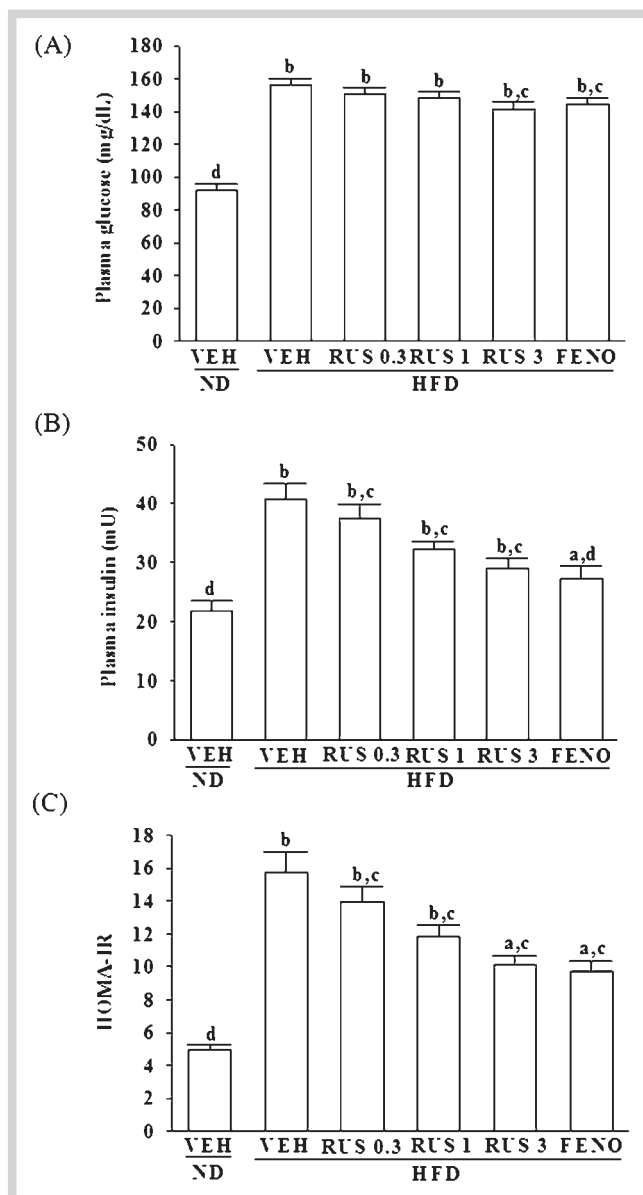 (A)
Plasma glucose (mg/dL)
180
160
140
120
100
80
60
40
20
0
d
b
b
b
b,c
b,c
VEH VEH RUS 0.3 RUS 1 RUS 3 FENO
ND HFD
(B)
Plasma insulin (mU)
50
40
30
20
10
0
d
b
b,c
b,c
b,c
a,d
VEH VEH RUS 0.3 RUS 1 RUS 3 FENO
ND HFD
(C)
HOMA-IR
18
16
14
12
10
8
6
4
2
0
d
b
b,c
b,c
a,c
a,c
VEH VEH RUS 0.3 RUS 1 RUS 3 FENO
ND HFD